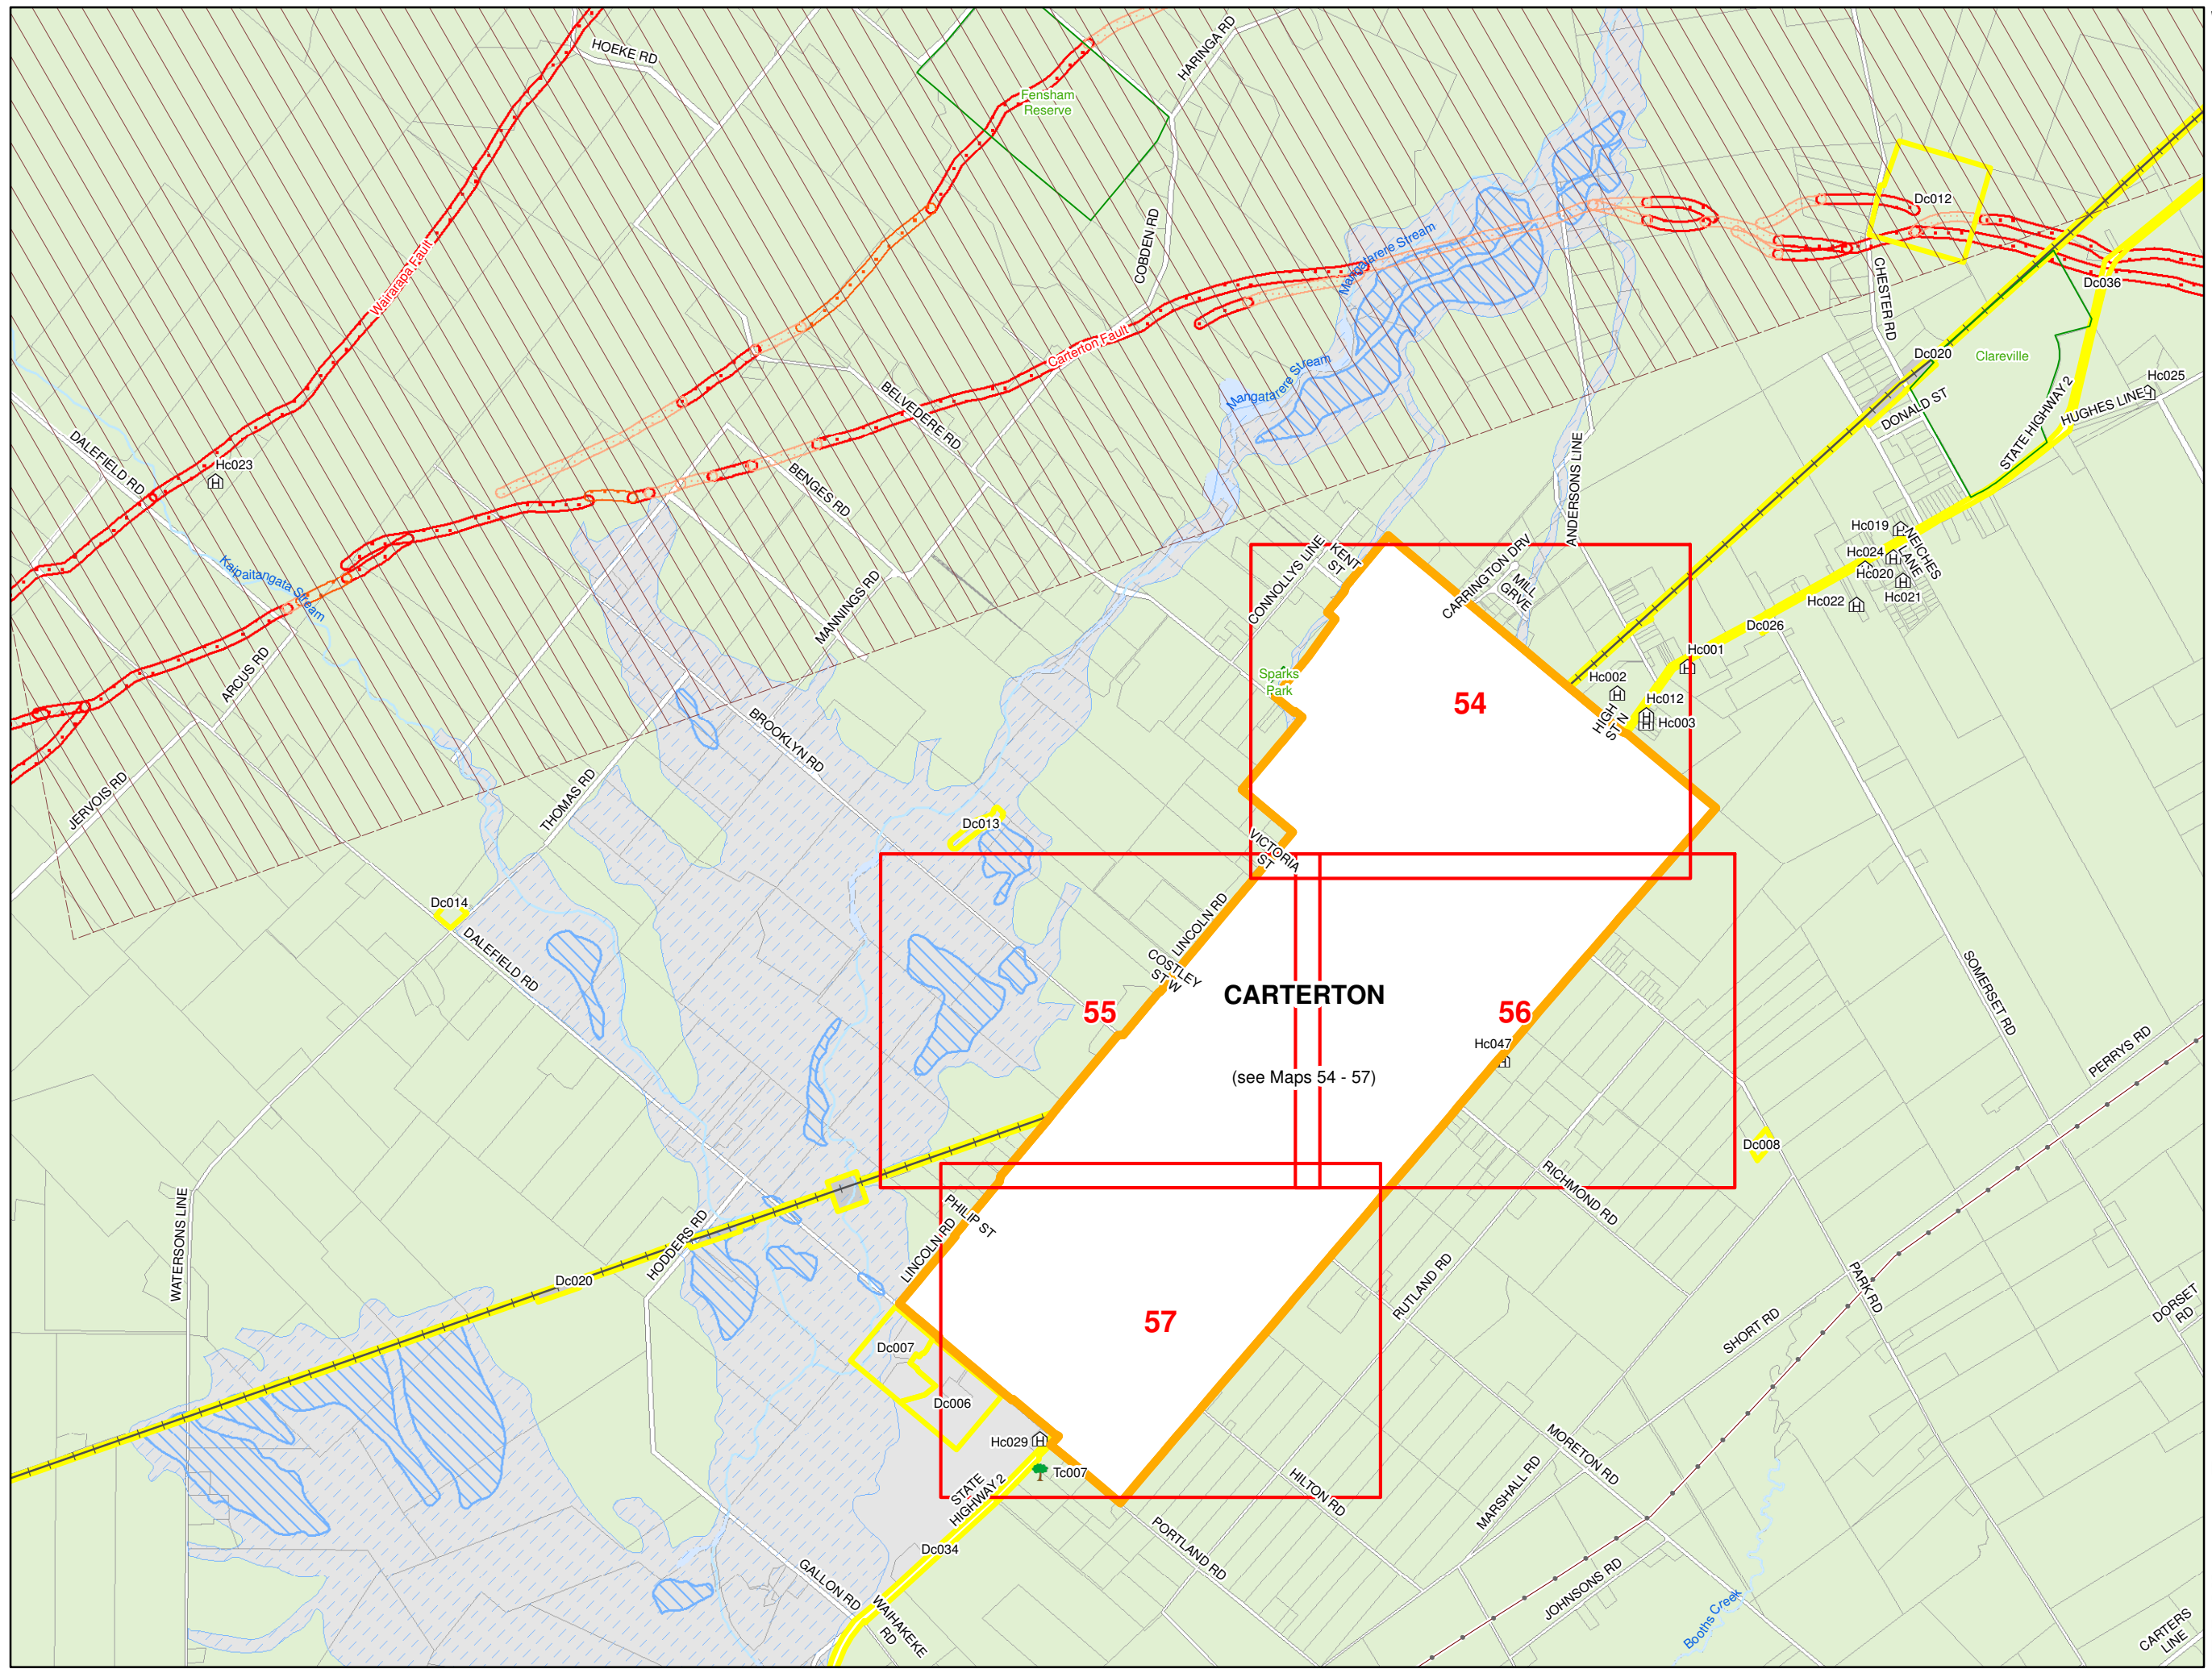 HOEKE RD
HARINGA RD
Fensham
Reserve
COBDEN RD
Wairarapa Fault
Mangatarere Stream
Dc012
CHESTER RD
Dc036
Carterton Fault
Mangatarere Stream
Dc020
Clareville
DONALD ST
STATE HIGHWAY 2
HUGHES LINE
Hc025
BELVEDERE RD
BENGES RD
DALEFIELD RD
Hc023
ANDERSONS LINE
Hc019
NEICHES
LANE
Hc024
Hc020
Hc021
Hc022
Dc026
Kaipaitangata Stream
CONNOLLYS LINE
KENT
ST
CARRINGTON DRV
MILL
GRVE
MANNINGS RD
ARCUS RD
Sparks
Park
54
Hc001
Hc002
Hc012
Hc003
HIGH
ST N
BROOKLYN RD
JERVOIS RD
THOMAS RD
Dc013
VICTORIA
ST
Dc014
DALEFIELD RD
LINCOLN RD
COSTLEY
ST W
55
CARTERTON
56
(see Maps 54 - 57)
Hc047
SOMERSET RD
PERRYS RD
Dc008
RICHMOND RD
WATERSONS LINE
HODDERS RD
Dc020
PHILIP ST
LINCOLN RD
57
RUTLAND RD
PARK RD
SHORT RD
DORSET
RD
Dc007
Dc006
Hc029
Tc007
STATE
HIGHWAY 2
HILTON RD
MARSHALL RD
MORETON RD
Dc034
PORTLAND RD
GALLON RD
WAIHAKEKE
RD
JOHNSONS RD
Booths Creek
CARTERS
LINE